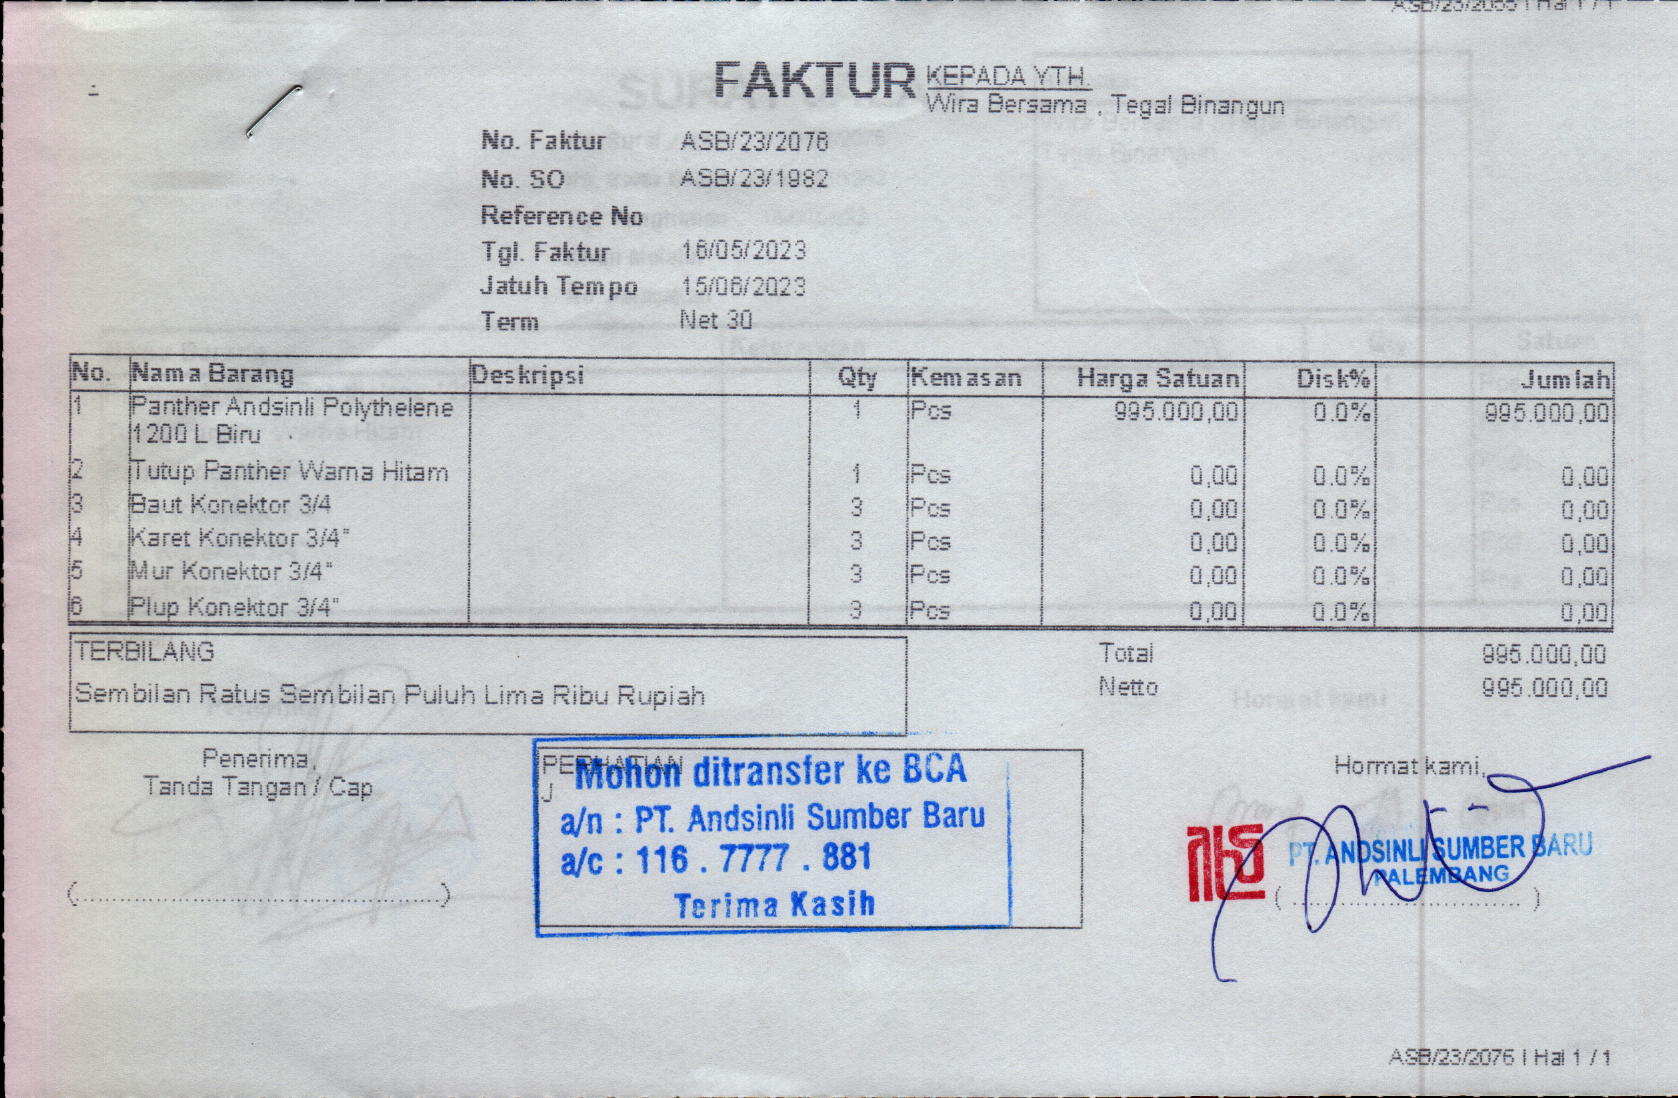 ASB/23/2055 | Hal 1 / 1
FAKTUR
KEPADA YTH.
Wira Bersama , Tegal Binangun
No. Faktur ASB/23/2076
No. SO ASB/23/1982
Reference No
Tgl. Faktur 16/05/2023
Jatuh Tempo 15/06/2023
Term Net 30
No. Nama Barang Deskripsi Qty Kemasan Harga Satuan Disk% Jumlah
1 Panther Andsinli Polythelene 1 Pcs 995.000,00 0.0% 995.000,00
1200 L Biru
2 Tutup Panther Warna Hitam 1 Pcs 0,00 0.0% 0,00
3 Baut Konektor 3/4 3 Pcs 0,00 0.0% 0,00
4 Karet Konektor 3/4" 3 Pcs 0,00 0.0% 0,00
5 Mur Konektor 3/4" 3 Pcs 0,00 0.0% 0,00
6 Plup Konektor 3/4" 3 Pcs 0,00 0.0% 0,00
TERBILANG
Sembilan Ratus Sembilan Puluh Lima Ribu Rupiah
Total 995.000,00
Netto 995.000,00
Penerima,
Tanda Tangan / Cap
(........................................)
PERHATIAN
J
Mohon ditransfer ke BCA
a/n : PT. Andsinli Sumber Baru
a/c : 116 . 7777 . 881
Terima Kasih
Hormat kami,
PT. ANDSINLI SUMBER BARU
PALEMBANG
( ............................ )
ASB/23/2076 | Hal 1 / 1